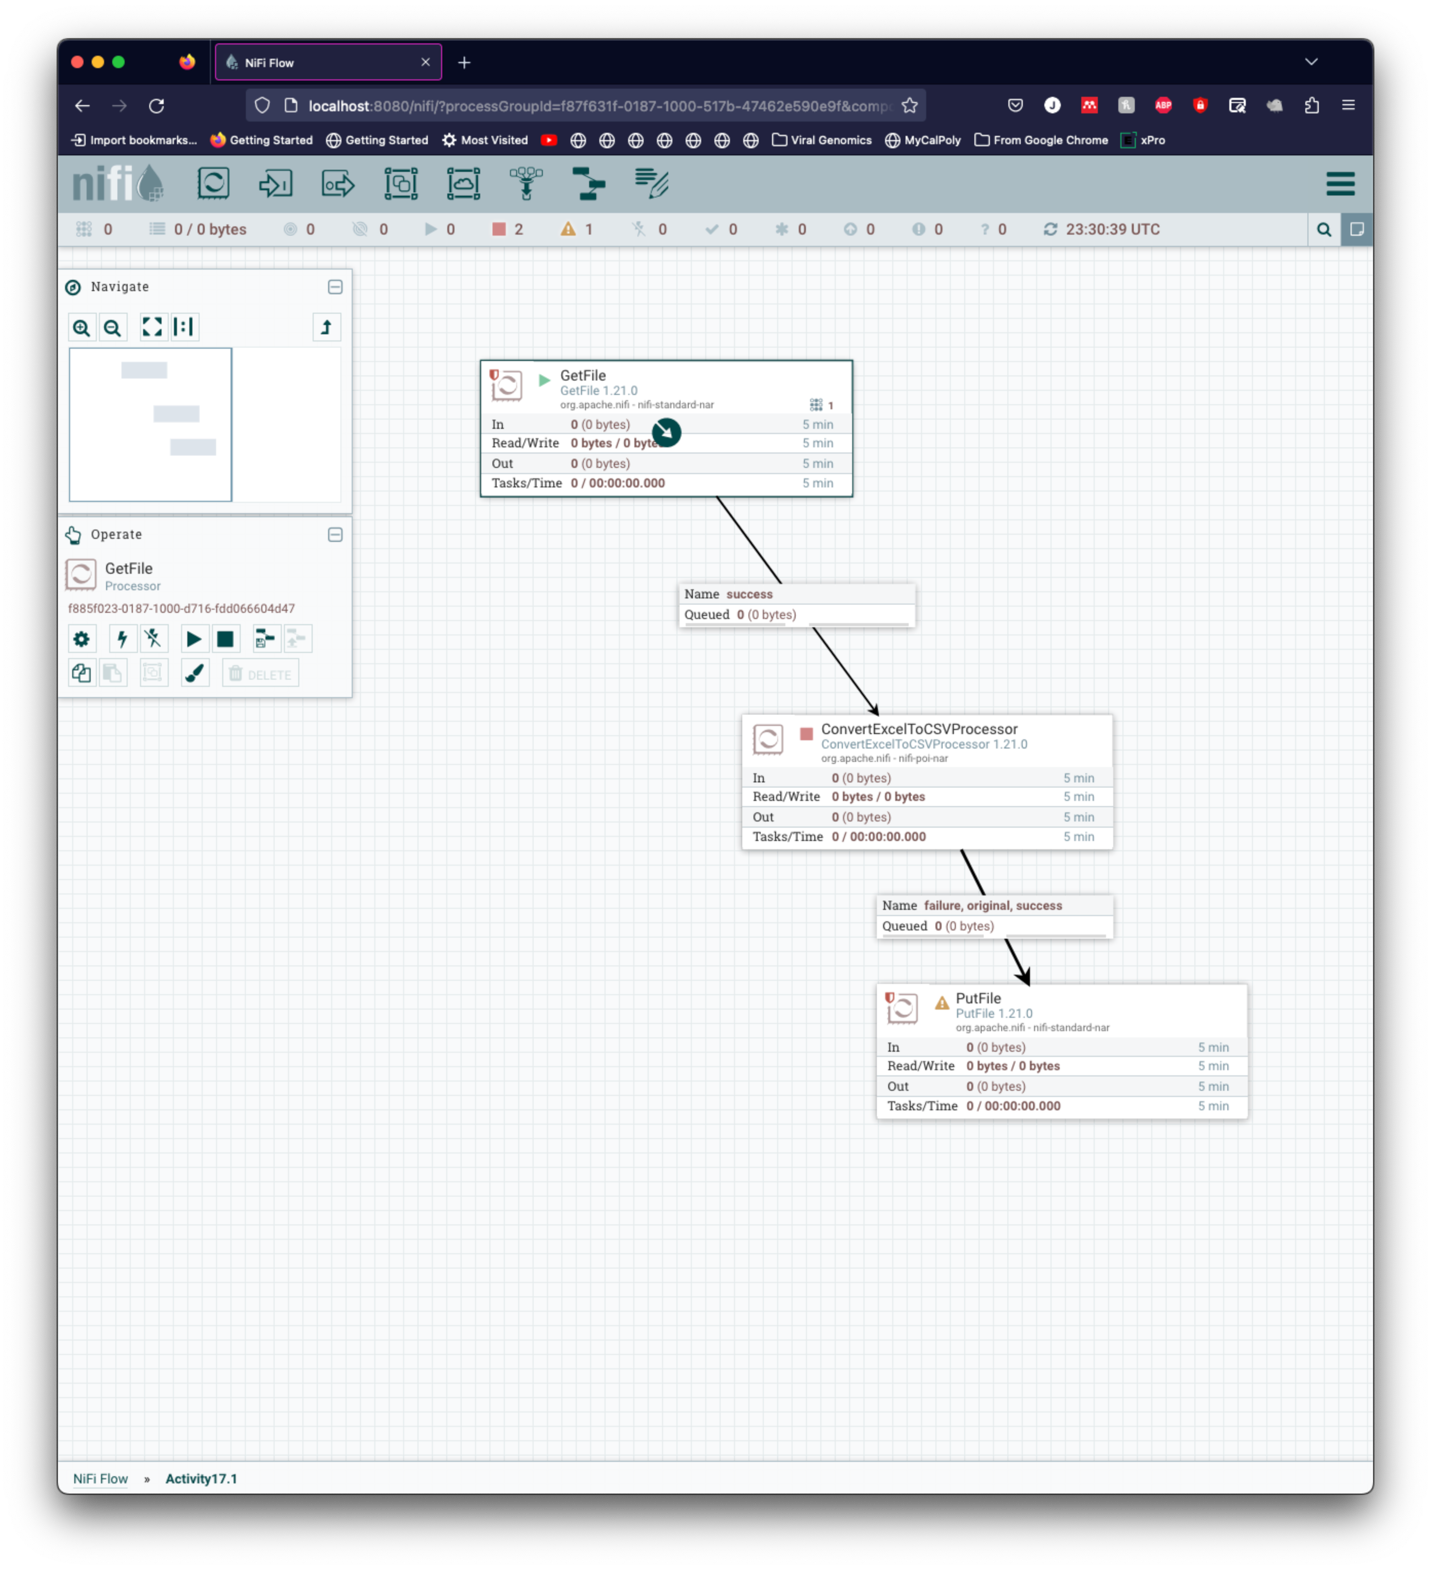 NiFi Flow
localhost:8080/nifi/?processGroupId=f87f631f-0187-1000-517b-47462e590e9f&comp
Import bookmarks... Getting Started Getting Started Most Visited Viral Genomics MyCalPoly From Google Chrome xPro
nifi
0 0 / 0 bytes 0 0 0 2 1 0 0 0 0 0 ? 0 23:30:39 UTC
Navigate
GetFile
GetFile 1.21.0
org.apache.nifi - nifi-standard-nar
1
In 0 (0 bytes) 5 min
Read/Write 0 bytes / 0 byte 5 min
Out 0 (0 bytes) 5 min
Tasks/Time 0 / 00:00:00.000 5 min
Operate
GetFile
Processor
f885f023-0187-1000-d716-fdd066604d47
DELETE
Name success
Queued 0 (0 bytes)
ConvertExcelToCSVProcessor
ConvertExcelToCSVProcessor 1.21.0
org.apache.nifi - nifi-poi-nar
In 0 (0 bytes) 5 min
Read/Write 0 bytes / 0 bytes 5 min
Out 0 (0 bytes) 5 min
Tasks/Time 0 / 00:00:00.000 5 min
Name failure, original, success
Queued 0 (0 bytes)
PutFile
PutFile 1.21.0
org.apache.nifi - nifi-standard-nar
In 0 (0 bytes) 5 min
Read/Write 0 bytes / 0 bytes 5 min
Out 0 (0 bytes) 5 min
Tasks/Time 0 / 00:00:00.000 5 min
NiFi Flow » Activity17.1